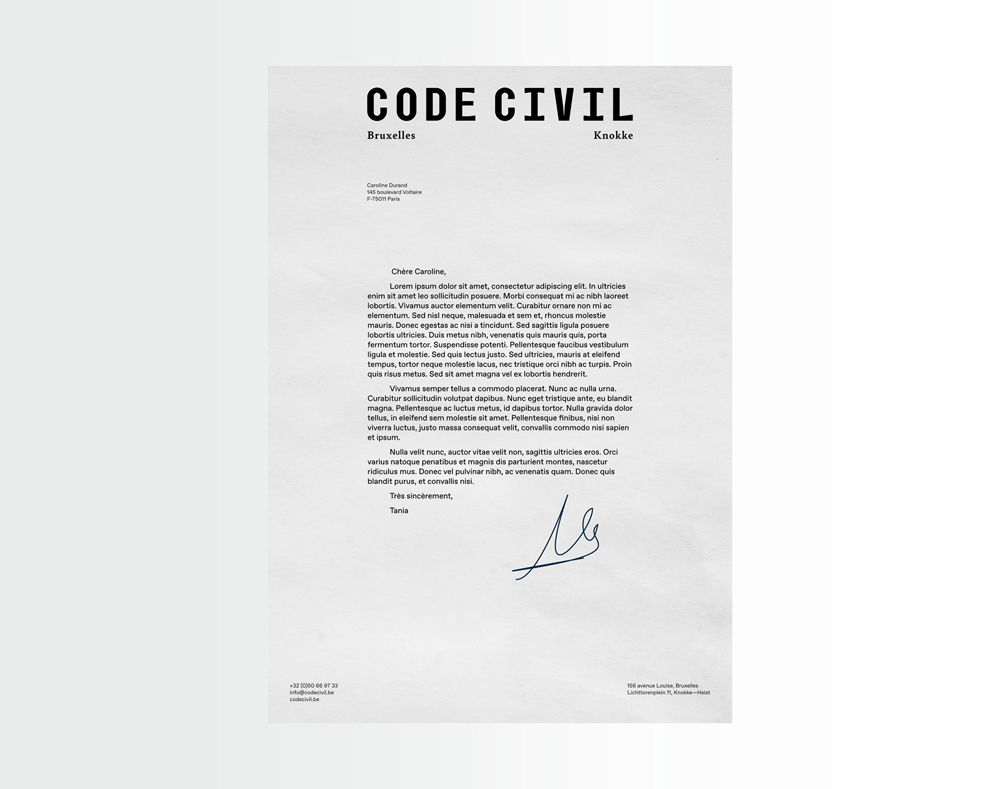 CODE CIVIL
Bruxelles Knokke
Caroline Durand
145 boulevard Voltaire
F-75011 Paris
Chère Caroline,
Lorem ipsum dolor sit amet, consectetur adipiscing elit. In ultricies
enim sit amet leo sollicitudin posuere. Morbi consequat mi ac nibh laoreet
lobortis. Vivamus auctor elementum velit. Curabitur ornare non mi ac
elementum. Sed nisl neque, malesuada et sem et, rhoncus molestie
mauris. Donec egestas ac nisi a tincidunt. Sed sagittis ligula posuere
lobortis ultricies. Duis metus nibh, venenatis quis mauris quis, porta
fermentum tortor. Suspendisse potenti. Pellentesque faucibus vestibulum
ligula et molestie. Sed quis lectus justo. Sed ultricies, mauris at eleifend
tempus, tortor neque molestie lacus, nec tristique orci nibh ac turpis. Proin
quis risus metus. Sed sit amet magna vel ex lobortis hendrerit.
Vivamus semper tellus a commodo placerat. Nunc ac nulla urna.
Curabitur sollicitudin volutpat dapibus. Nunc eget tristique ante, eu blandit
magna. Pellentesque ac luctus metus, id dapibus tortor. Nulla gravida dolor
tellus, in eleifend sem molestie sit amet. Pellentesque finibus, nisi non
viverra luctus, justo massa consequat velit, convallis commodo nisi sapien
et ipsum.
Nulla velit nunc, auctor vitae velit non, sagittis ultricies eros. Orci
varius natoque penatibus et magnis dis parturient montes, nascetur
ridiculus mus. Donec vel pulvinar nibh, ac venenatis quam. Donec quis
blandit purus, et convallis nisi.
Très sincèrement,
Tania
+32 (0)50 66 97 33
info@codecivil.be
codecivil.be
156 avenue Louise, Bruxelles
Lichttorenplein 11, Knokke—Heist